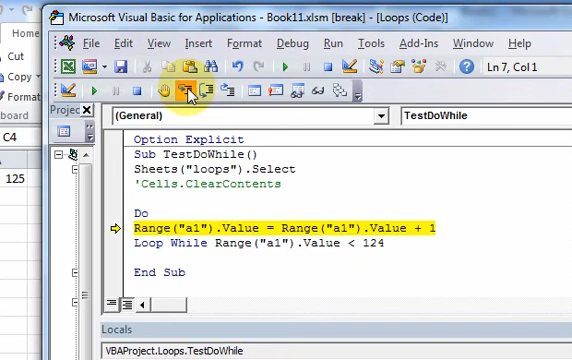 Microsoft Visual Basic for Applications - Book11.xlsm [break] - [Loops (Code)]
Home
File Edit View Insert Format Debug Run Tools Window Help
Cut
Copy
Ln 7, Col 1
Format
board
Projec
(General)
TestDoWhile
C4
125
Option Explicit
Sub TestDoWhile()
Sheets("loops").Select
'Cells.ClearContents
Do
Range("a1").Value = Range("a1").Value + 1
Loop While Range("a1").Value < 124
End Sub
Locals
VBAProject.Loops.TestDoWhile